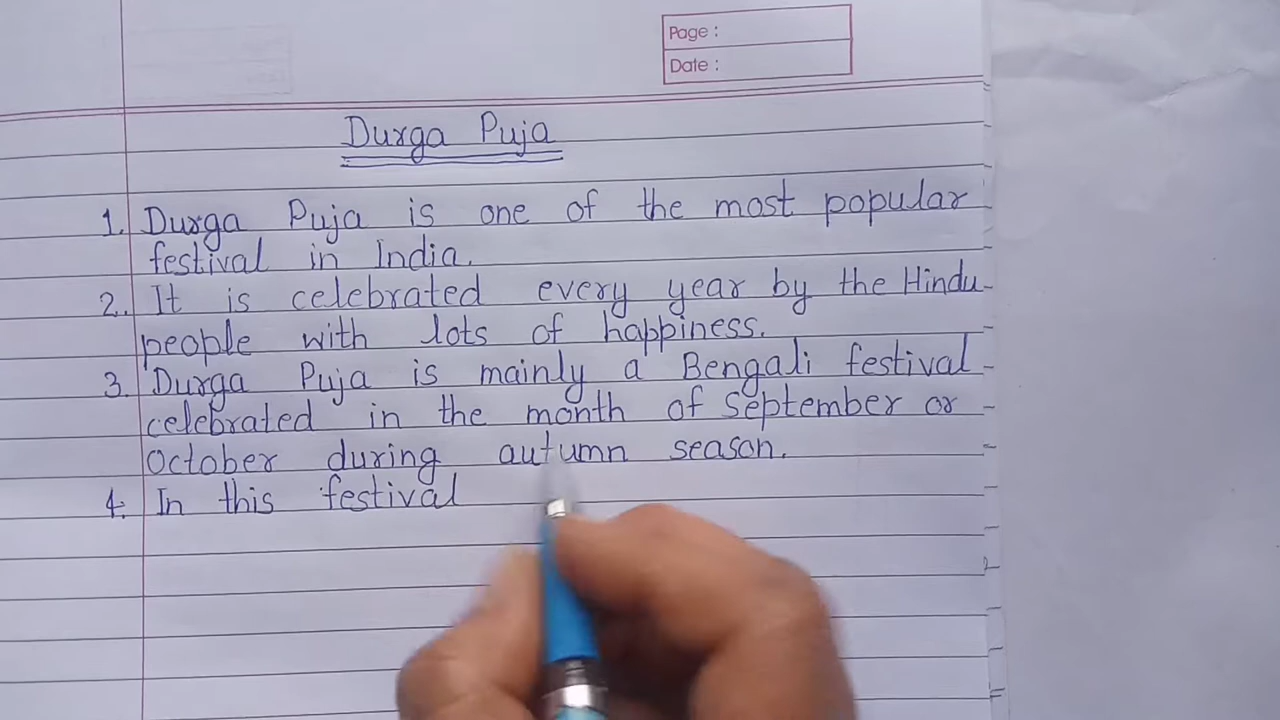 Page :
Date :
Durga Puja
1. Durga Puja is one of the most popular
festival in India.
2. It is celebrated every year by the Hindu
people with lots of happiness.
3. Durga Puja is mainly a Bengali festival
celebrated in the month of September or
October during autumn season.
4. In this festival